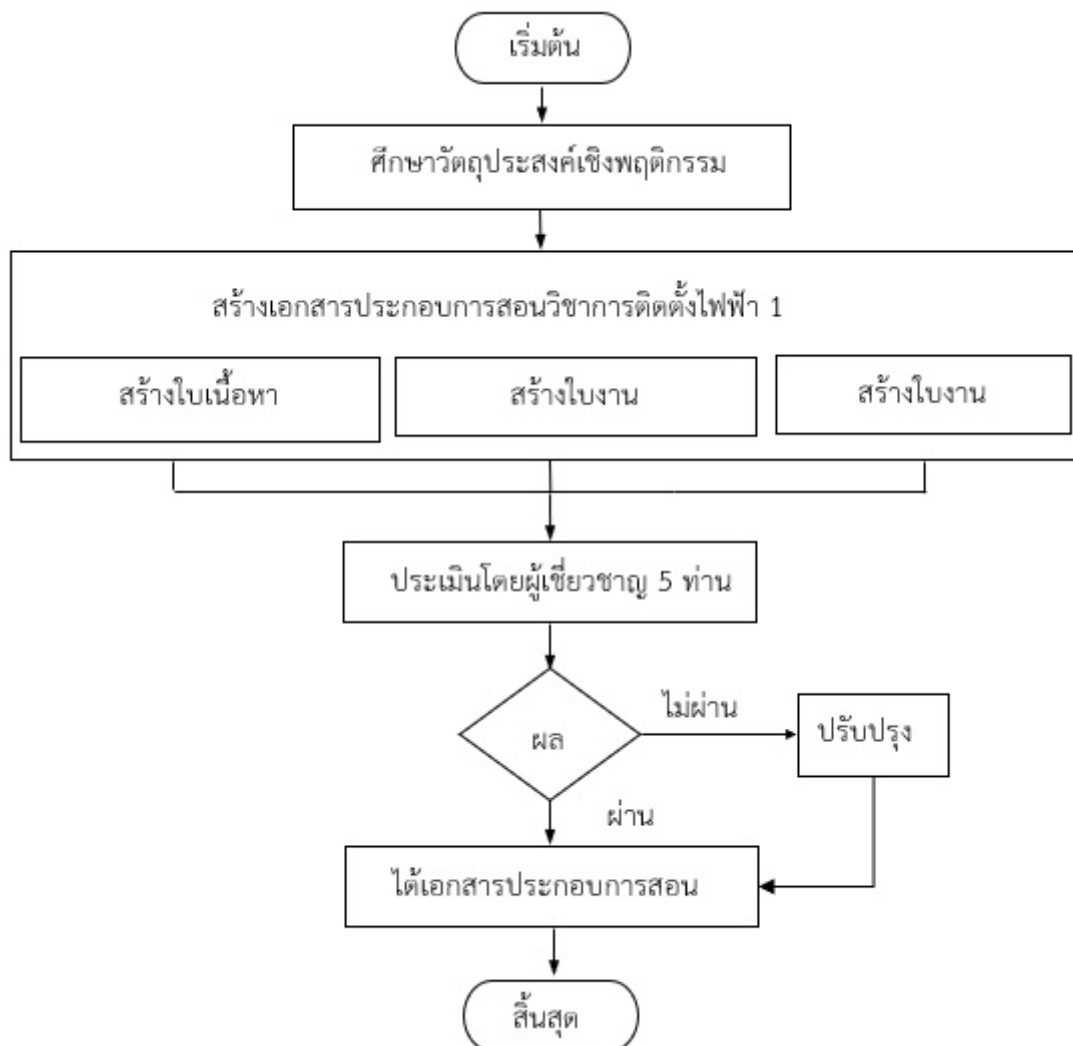 เริ่มต้น
ศึกษาวัตถุประสงค์เชิงพฤติกรรม
สร้างเอกสารประกอบการสอนวิชาการติดตั้งไฟฟ้า 1
สร้างใบเนื้อหา
สร้างใบงาน
สร้างใบงาน
ประเมินโดยผู้เชี่ยวชาญ 5 ท่าน
ผล
ไม่ผ่าน
ปรับปรุง
ผ่าน
ได้เอกสารประกอบการสอน
สิ้นสุด